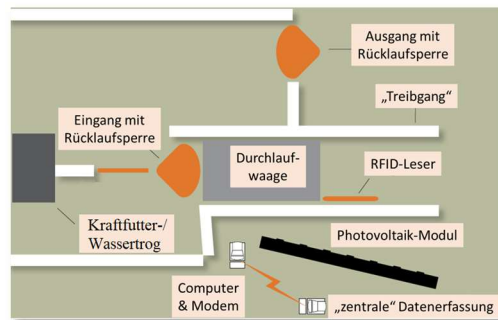 Ausgang mit
Rücklaufsperre
„Treibgang“
Eingang mit
Rücklaufsperre
Durchlauf-
waage
RFID-Leser
Kraftfutter-/
Wassertrog
Photovoltaik-Modul
Computer
& Modem
„zentrale“ Datenerfassung